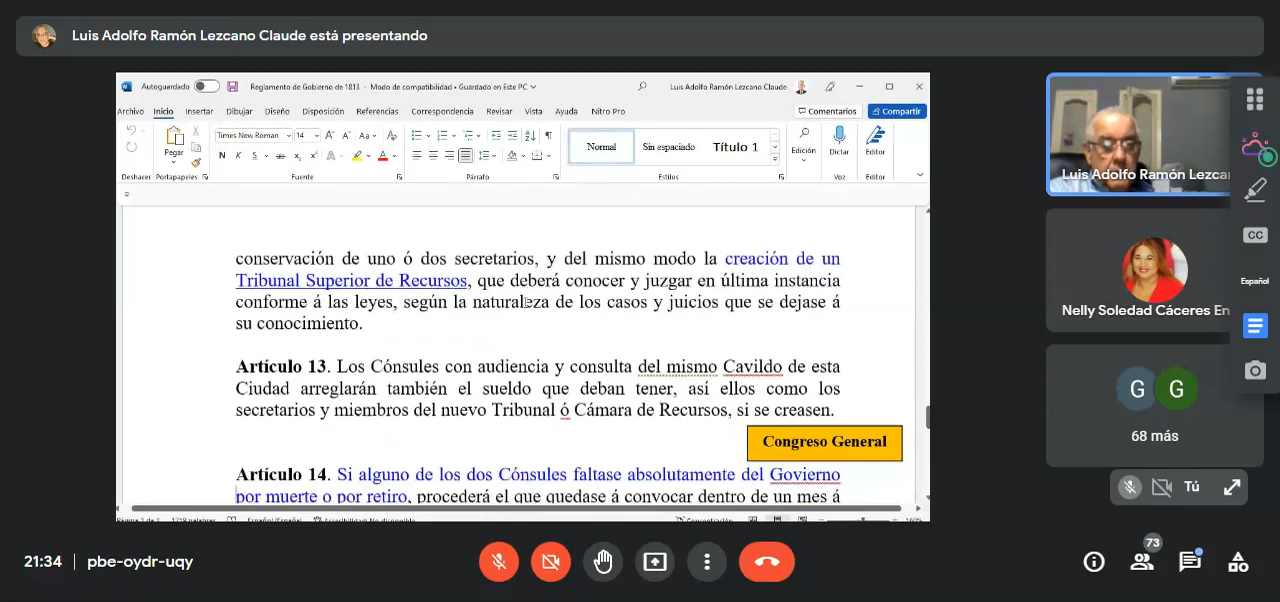 Luis Adolfo Ramón Lezcano Claude está presentando
Autoguardado
Reglamento de Gobierno de 1813 - Modo de compatibilidad • Guardado en Este PC
Luis Adolfo Ramón Lezcano Claude
Archivo Inicio Insertar Dibujar Diseño Disposición Referencias Correspondencia Revisar Vista Ayuda Nitro Pro
Comentarios
Compartir
Times New Roman 14
Pegar
Normal
Sin espaciado
Título 1
Edición
Dictar
Editor
Deshacer Portapapeles Fuente Párrafo Estilos Voz Editor
conservación de uno ó dos secretarios, y del mismo modo la creación de un
Tribunal Superior de Recursos, que deberá conocer y juzgar en última instancia
conforme á las leyes, según la naturaleza de los casos y juicios que se dejase á
su conocimiento.
Artículo 13. Los Cónsules con audiencia y consulta del mismo Cavildo de esta
Ciudad arreglarán también el sueldo que deban tener, así ellos como los
secretarios y miembros del nuevo Tribunal ó Cámara de Recursos, si se creasen.
Congreso General
Artículo 14. Si alguno de los dos Cónsules faltase absolutamente del Govierno
por muerte o por retiro, procederá el que quedase á convocar dentro de un mes á
Luis Adolfo Ramón Lezca
Nelly Soledad Cáceres En
G G
68 más
Tú
CC
Español
21:34 | pbe-oydr-uqy
73